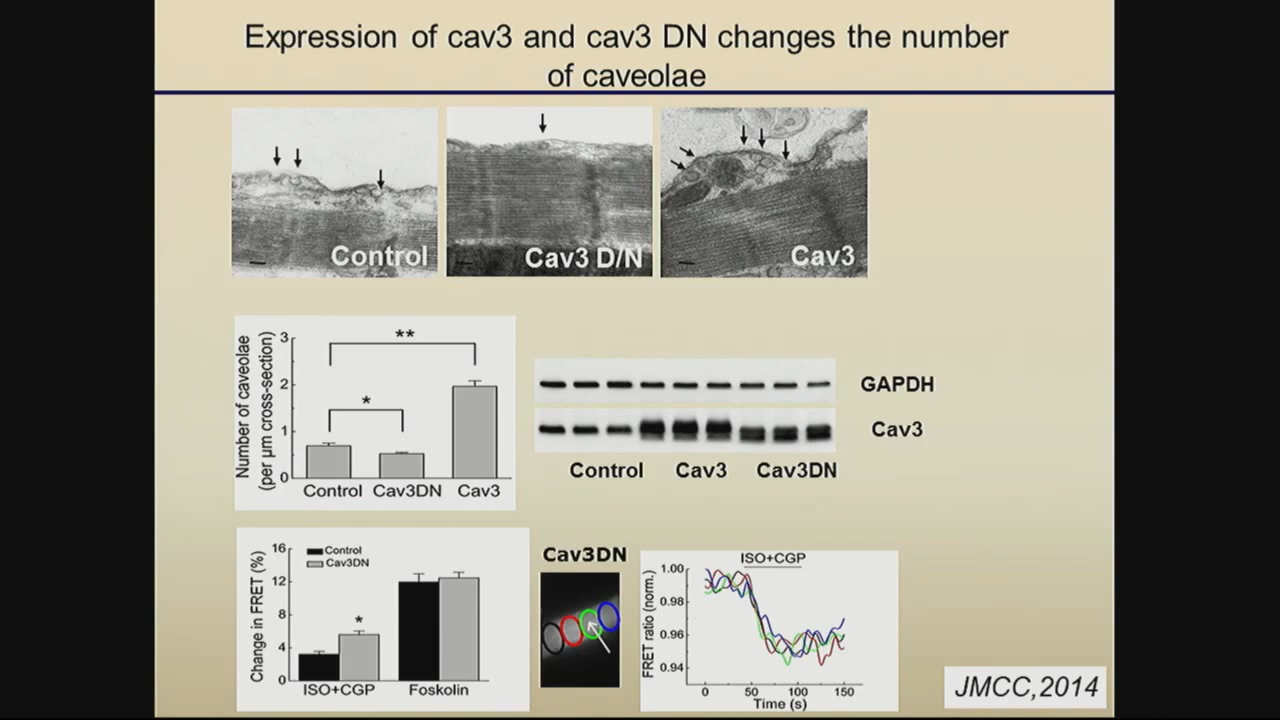 Expression of cav3 and cav3 DN changes the number
of caveolae
Control
Cav3 D/N
Cav3
Number of caveolae
(per µm cross-section)
3
2
1
0
**
*
Control Cav3DN Cav3
GAPDH
Cav3
Control Cav3 Cav3DN
Change in FRET (%)
16
12
8
4
0
Control
Cav3DN
*
ISO+CGP Foskolin
Cav3DN
ISO+CGP
FRET ratio (norm.)
1.00
0.98
0.96
0.94
0 50 100 150
Time (s)
JMCC,2014